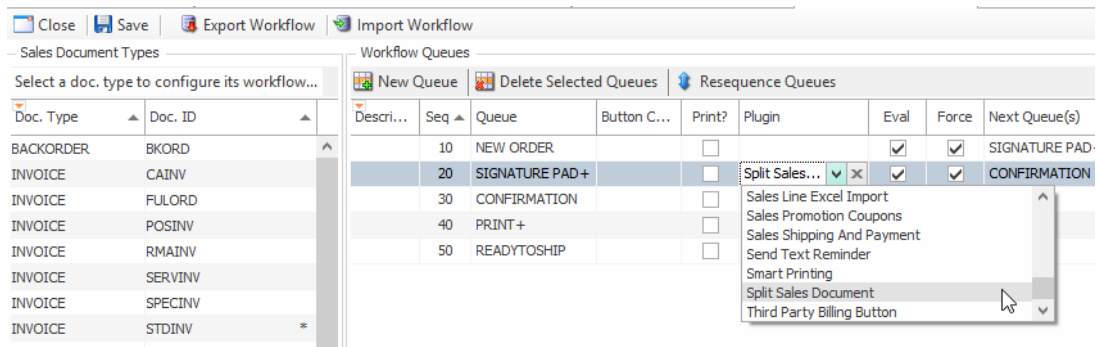 Close Save Export Workflow Import Workflow
Sales Document Types Workflow Queues
Select a doc. type to configure its workflow... New Queue Delete Selected Queues Resequence Queues
Doc. Type Doc. ID Descri... Seq Queue Button C... Print? Plugin Eval Force Next Queue(s)
BACKORDER BKORD 10 NEW ORDER SIGNATURE PAD+
INVOICE CAINV 20 SIGNATURE PAD+ Split Sales... CONFIRMATION
INVOICE FULORD 30 CONFIRMATION Sales Line Excel Import
Sales Promotion Coupons
INVOICE POSINV 40 PRINT+ Sales Shipping And Payment
INVOICE RMAINV 50 READYTOSHIP Send Text Reminder
INVOICE SERVINV Smart Printing
INVOICE SPECINV Split Sales Document
Third Party Billing Button
INVOICE STDINV *